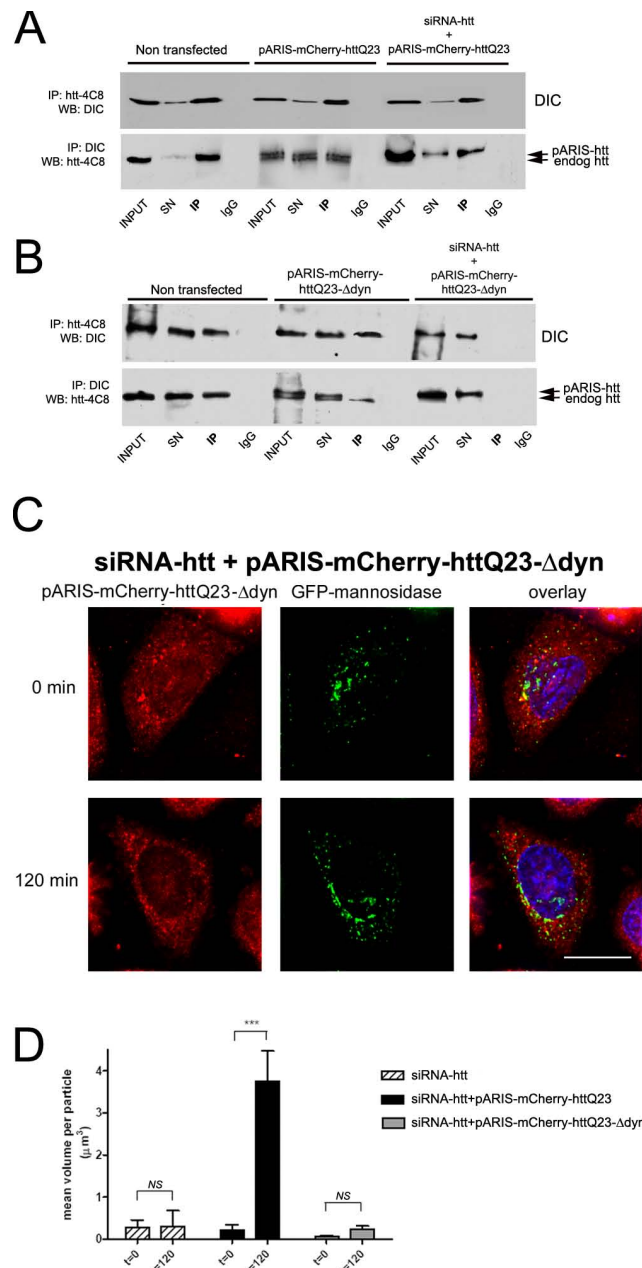 A
Non transfected
pARIS-mCherry-httQ23
siRNA-htt
+
pARIS-mCherry-httQ23
IP: htt-4C8
WB: DIC
DIC
IP: DIC
WB: htt-4C8
pARIS-htt
endog htt
INPUT SN IP IgG INPUT SN IP IgG INPUT SN IP IgG
B
Non transfected
pARIS-mCherry-
httQ23-Δdyn
siRNA-htt
+
pARIS-mCherry-
httQ23-Δdyn
IP: htt-4C8
WB: DIC
DIC
IP: DIC
WB: htt-4C8
pARIS-htt
endog htt
INPUT SN IP IgG INPUT SN IP IgG INPUT SN IP IgG
C
siRNA-htt + pARIS-mCherry-httQ23-Δdyn
pARIS-mCherry-httQ23-Δdyn GFP-mannosidase overlay
0 min
120 min
D
mean volume per particle
(μm³)
4
3
2
1
0
NS
***
NS
t=0 =120 t=0 =120 t=0 =120
siRNA-htt
siRNA-htt+pARIS-mCherry-httQ23
siRNA-htt+pARIS-mCherry-httQ23-Δdyn